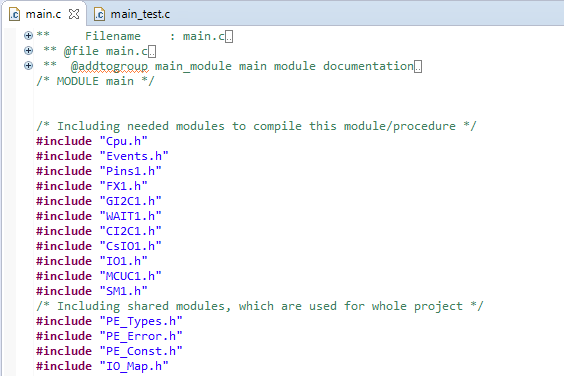 main.c
main_test.c
**     Filename    : main.c
** @file main.c
**  @addtogroup main_module main module documentation
/* MODULE main */
/* Including needed modules to compile this module/procedure */
#include "Cpu.h"
#include "Events.h"
#include "Pins1.h"
#include "FX1.h"
#include "GI2C1.h"
#include "WAIT1.h"
#include "CI2C1.h"
#include "CsIO1.h"
#include "IO1.h"
#include "MCUC1.h"
#include "SM1.h"
/* Including shared modules, which are used for whole project */
#include "PE_Types.h"
#include "PE_Error.h"
#include "PE_Const.h"
#include "IO_Map.h"